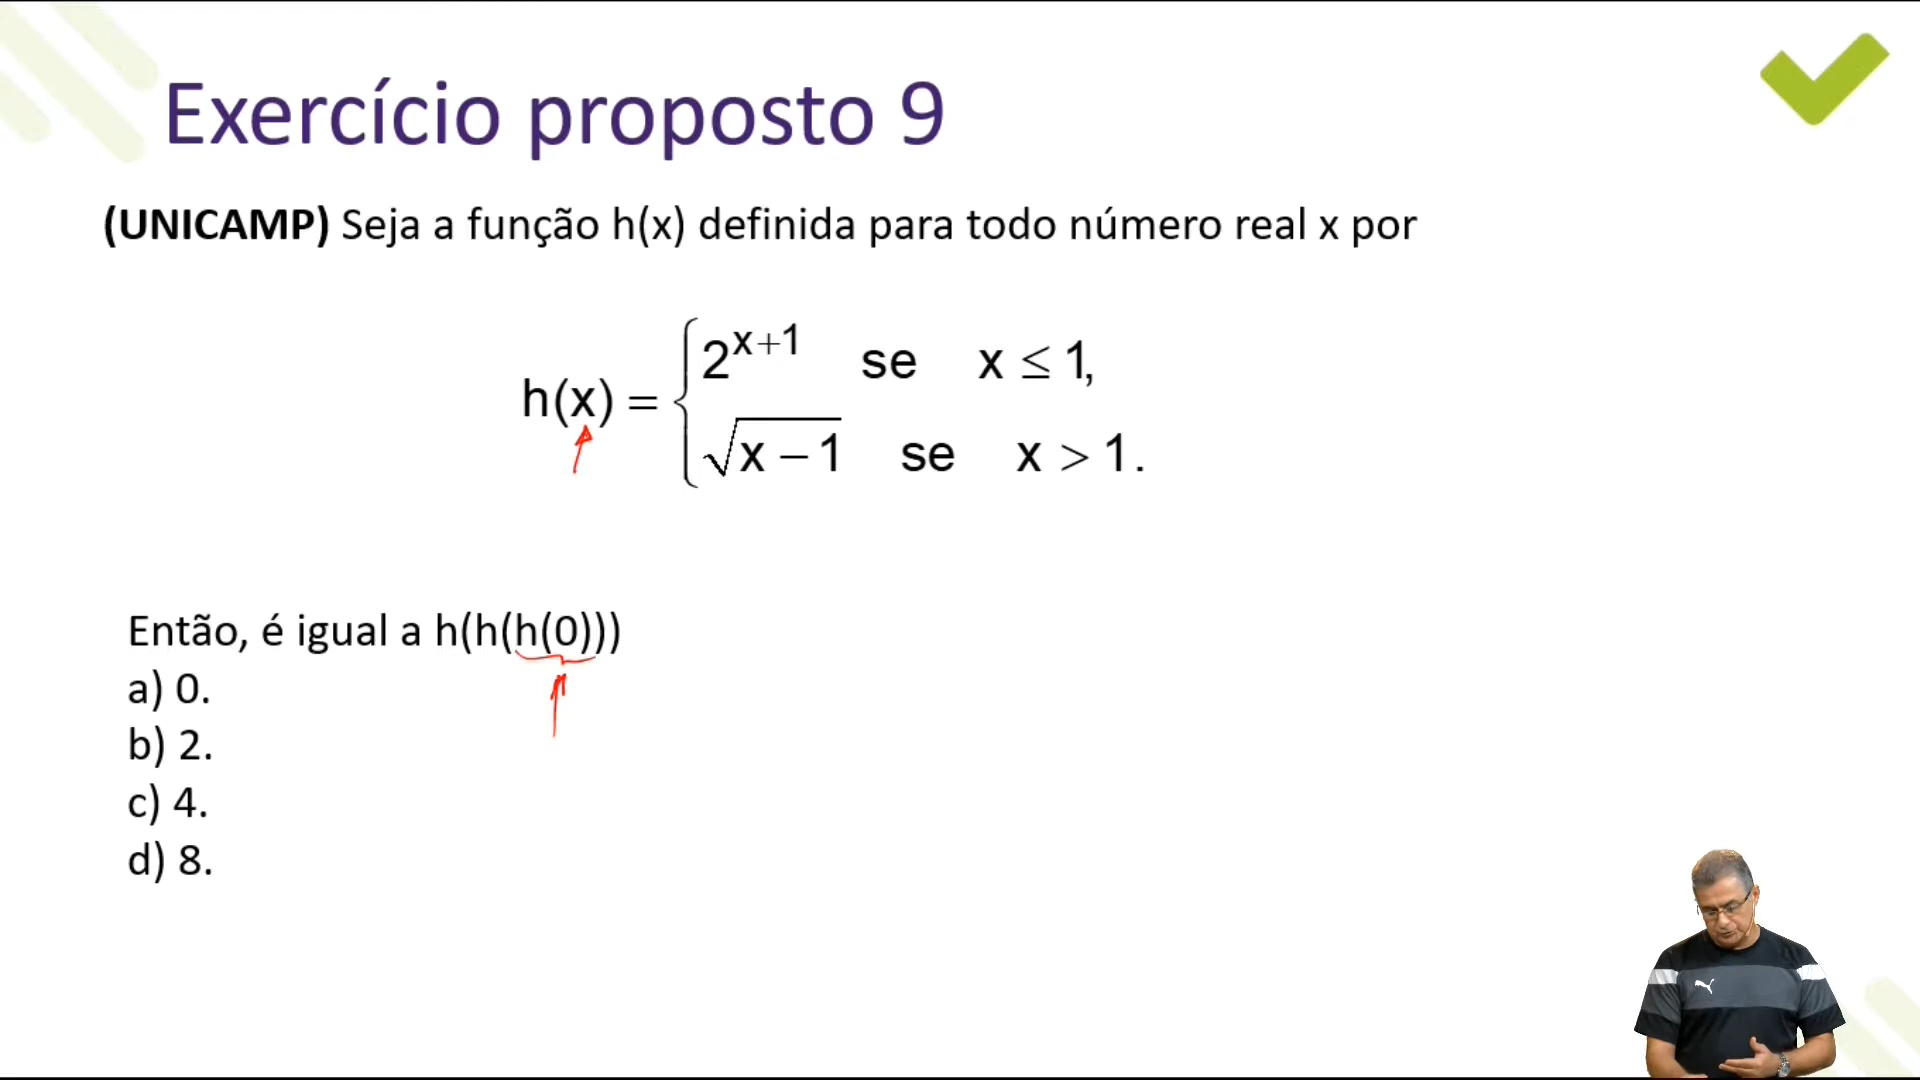 Exercício proposto 9
(UNICAMP) Seja a função h(x) definida para todo número real x por
h(x) = { 2^{x+1} se x ≤ 1,
√(x − 1) se x > 1.
Então, é igual a h(h(h(0)))
a) 0.
b) 2.
c) 4.
d) 8.